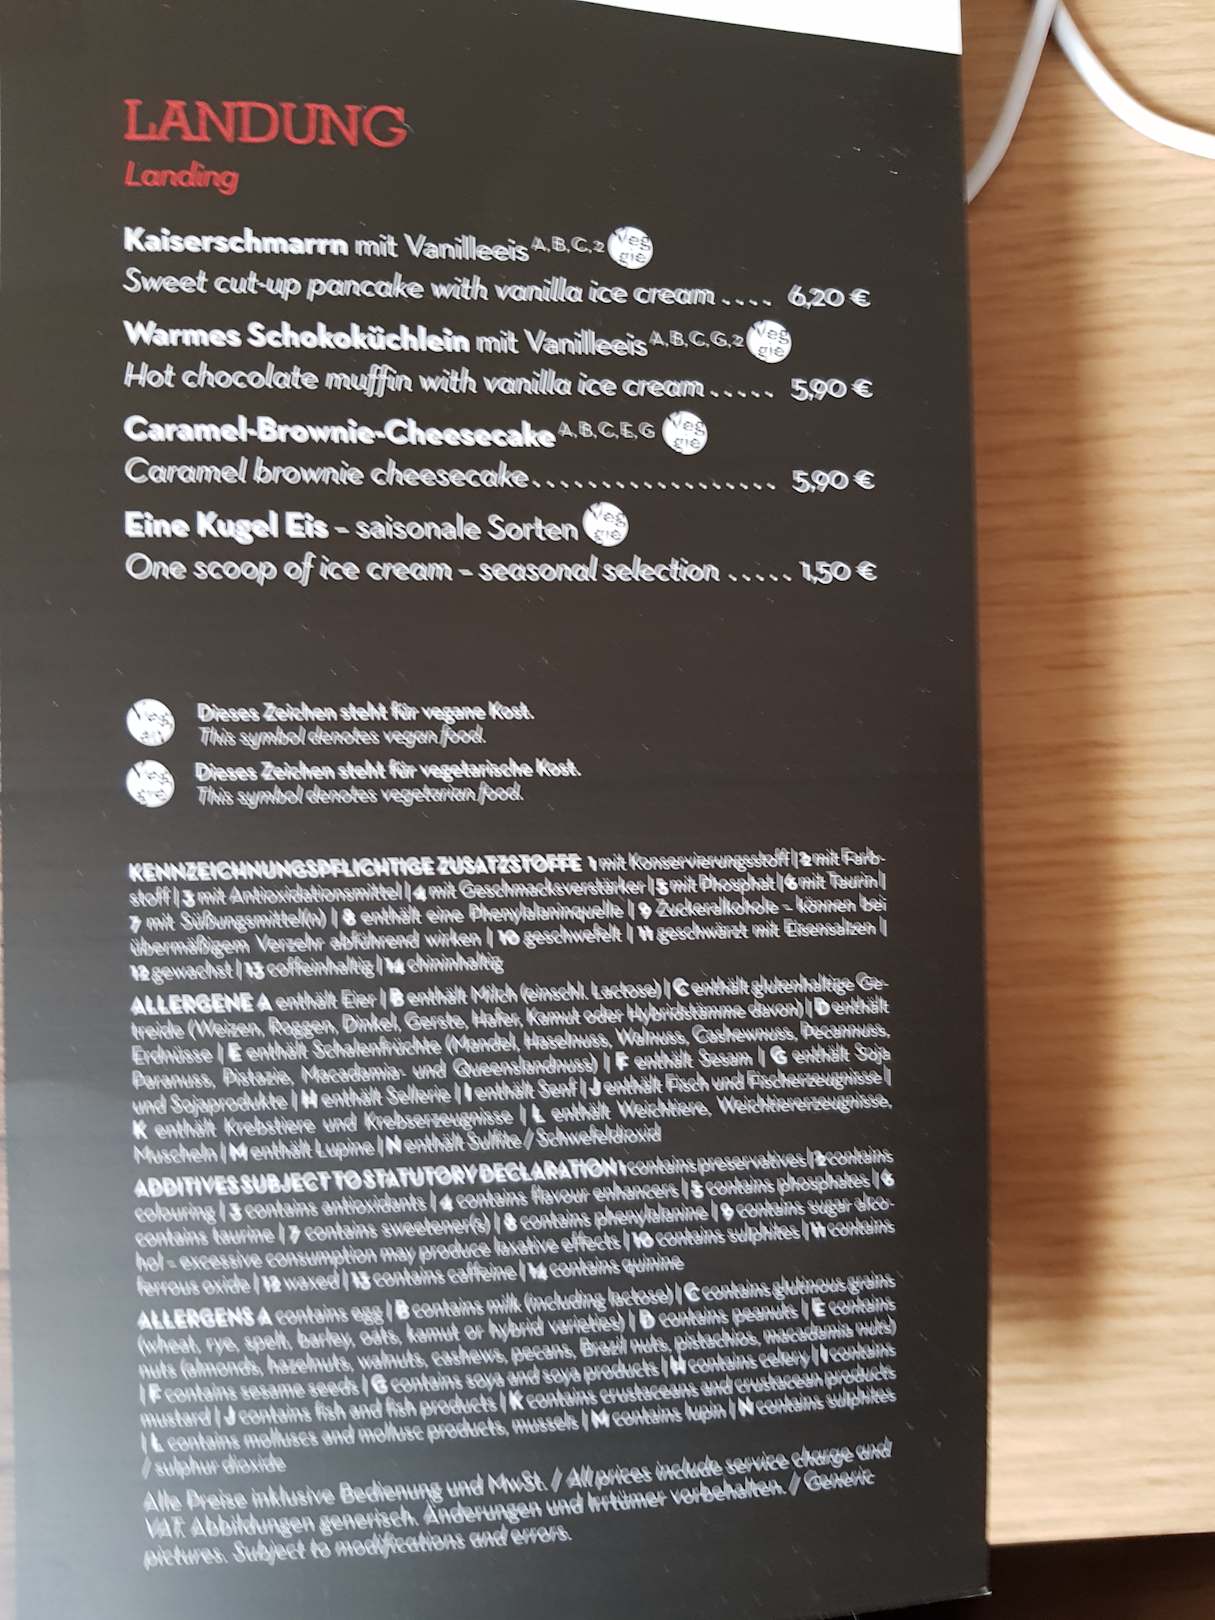 LANDUNG
Landing
Kaiserschmarrn mit Vanilleeis A, B, C, 2 Veggie
Sweet cut-up pancake with vanilla ice cream .... 6,20 €
Warmes Schokoküchlein mit Vanilleeis A, B, C, G, 2 Veggie
Hot chocolate muffin with vanilla ice cream ..... 5,90 €
Caramel-Brownie-Cheesecake A, B, C, E, G Veggie
Caramel brownie cheesecake.................. 5,90 €
Eine Kugel Eis – saisonale Sorten Veggie
One scoop of ice cream – seasonal selection ..... 1,50 €
Vegan Dieses Zeichen steht für vegane Kost.
This symbol denotes vegan food.
Veggie Dieses Zeichen steht für vegetarische Kost.
This symbol denotes vegetarian food.
KENNZEICHNUNGSPFLICHTIGE ZUSATZSTOFFE 1 mit Konservierungsstoff | 2 mit Farb-
stoff | 3 mit Antioxidationsmittel | 4 mit Geschmacksverstärker | 5 mit Phosphat | 6 mit Taurin |
7 mit Süßungsmittel(n) | 8 enthält eine Phenylalaninquelle | 9 Zuckeralkohole – können bei
übermäßigem Verzehr abführend wirken | 10 geschwefelt | 11 geschwärzt mit Eisensalzen |
12 gewachst | 13 coffeinhaltig | 14 chininhaltig
ALLERGENE A enthält Eier | B enthält Milch (einschl. Lactose) | C enthält glutenhaltige Ge-
treide (Weizen, Roggen, Dinkel, Gerste, Hafer, Kamut oder Hybridstämme davon) | D enthält
Erdnüsse | E enthält Schalenfrüchte (Mandel, Haselnuss, Walnuss, Cashewnuss, Pecannuss,
Paranuss, Pistazie, Macadamia- und Queenslandnuss) | F enthält Sesam | G enthält Soja
und Sojaprodukte | H enthält Sellerie | I enthält Senf | J enthält Fisch und Fischerzeugnisse |
K enthält Krebstiere und Krebserzeugnisse | L enthält Weichtiere, Weichtiererzeugnisse,
Muscheln | M enthält Lupine | N enthält Sulfite / Schwefeldioxid
ADDITIVES SUBJECT TO STATUTORY DECLARATION 1 contains preservatives | 2 contains
colouring | 3 contains antioxidants | 4 contains flavour enhancers | 5 contains phosphates | 6
contains taurine | 7 contains sweetener(s) | 8 contains phenylalanine | 9 contains sugar alco-
hol – excessive consumption may produce laxative effects | 10 contains sulphites | 11 contains
ferrous oxide | 12 waxed | 13 contains caffeine | 14 contains quinine
ALLERGENS A contains egg | B contains milk (including lactose) | C contains glutinous grains
(wheat, rye, spelt, barley, oats, kamut or hybrid varieties) | D contains peanuts | E contains
nuts (almonds, hazelnuts, walnuts, cashews, pecans, Brazil nuts, pistachios, macadamia nuts)
| F contains sesame seeds | G contains soya and soya products | H contains celery | I contains
mustard | J contains fish and fish products | K contains crustaceans and crustacean products
| L contains molluscs and mollusc products, mussels | M contains lupin | N contains sulphites
/ sulphur dioxide
Alle Preise inklusive Bedienung und MwSt. / All prices include service charge and
VAT. Abbildungen generisch. Änderungen und Irrtümer vorbehalten. / Generic
pictures. Subject to modifications and errors.